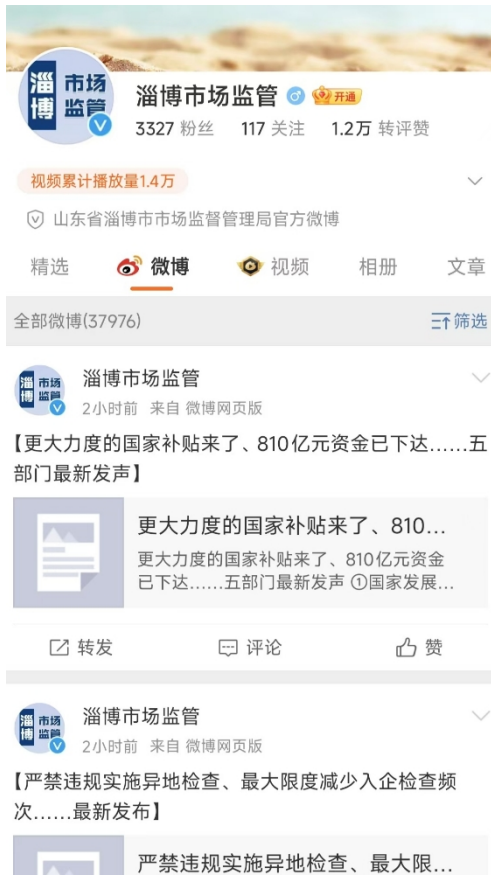 淄博 市场监管
淄博市场监管 开通
3327 粉丝 117 关注 1.2万 转评赞
视频累计播放量1.4万
山东省淄博市市场监督管理局官方微博
精选 微博 视频 相册 文章
全部微博(37976) 筛选
淄博 市场监管
淄博市场监管
2小时前 来自 微博网页版
【更大力度的国家补贴来了、810亿元资金已下达……五
部门最新发声】
更大力度的国家补贴来了、810...
更大力度的国家补贴来了、810亿元资金
已下达……五部门最新发声 ①国家发展...
转发 评论 赞
淄博 市场监管
淄博市场监管
2小时前 来自 微博网页版
【严禁违规实施异地检查、最大限度减少入企检查频
次……最新发布】
严禁违规实施异地检查、最大限...